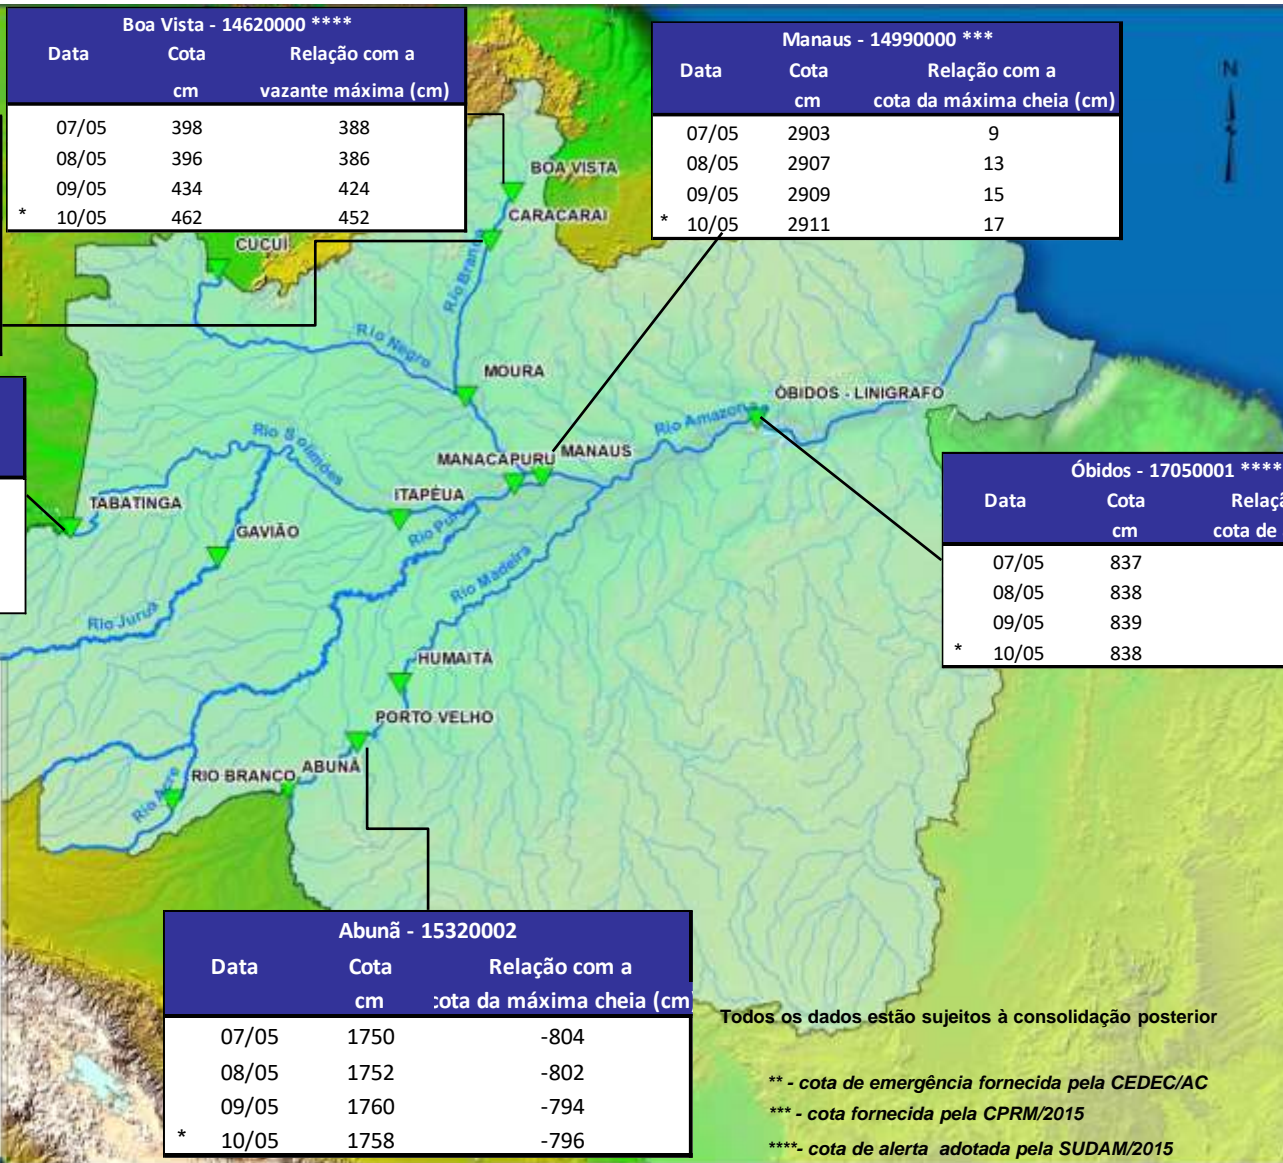 Boa Vista - 14620000 ****
Data Cota Relação com a
cm vazante máxima (cm)
07/05 398 388
08/05 396 386
09/05 434 424
* 10/05 462 452
Manaus - 14990000 ***
Data Cota Relação com a
cm cota da máxima cheia (cm)
07/05 2903 9
08/05 2907 13
09/05 2909 15
* 10/05 2911 17
N
BOA VISTA
CARACARAI
CUCUÍ
Rio Branco
Rio Negro
MOURA
ÓBIDOS - LINIGRAFO
Rio Amazonas
Rio Solimões
MANACAPURU MANAUS
TABATINGA
ITAPÉUA
GAVIÃO
Rio Purus
Rio Madeira
Rio Juruá
HUMAITÁ
PORTO VELHO
ABUNÃ
RIO BRANCO
Rio Acre
Óbidos - 17050001 ****
Data Cota
cm cota de
07/05 837
08/05 838
09/05 839
* 10/05 838
Abunã - 15320002
Data Cota Relação com a
cm cota da máxima cheia (cm
07/05 1750 -804
08/05 1752 -802
09/05 1760 -794
* 10/05 1758 -796
Todos os dados estão sujeitos à consolidação posterior
** - cota de emergência fornecida pela CEDEC/AC
*** - cota fornecida pela CPRM/2015
****- cota de alerta adotada pela SUDAM/2015